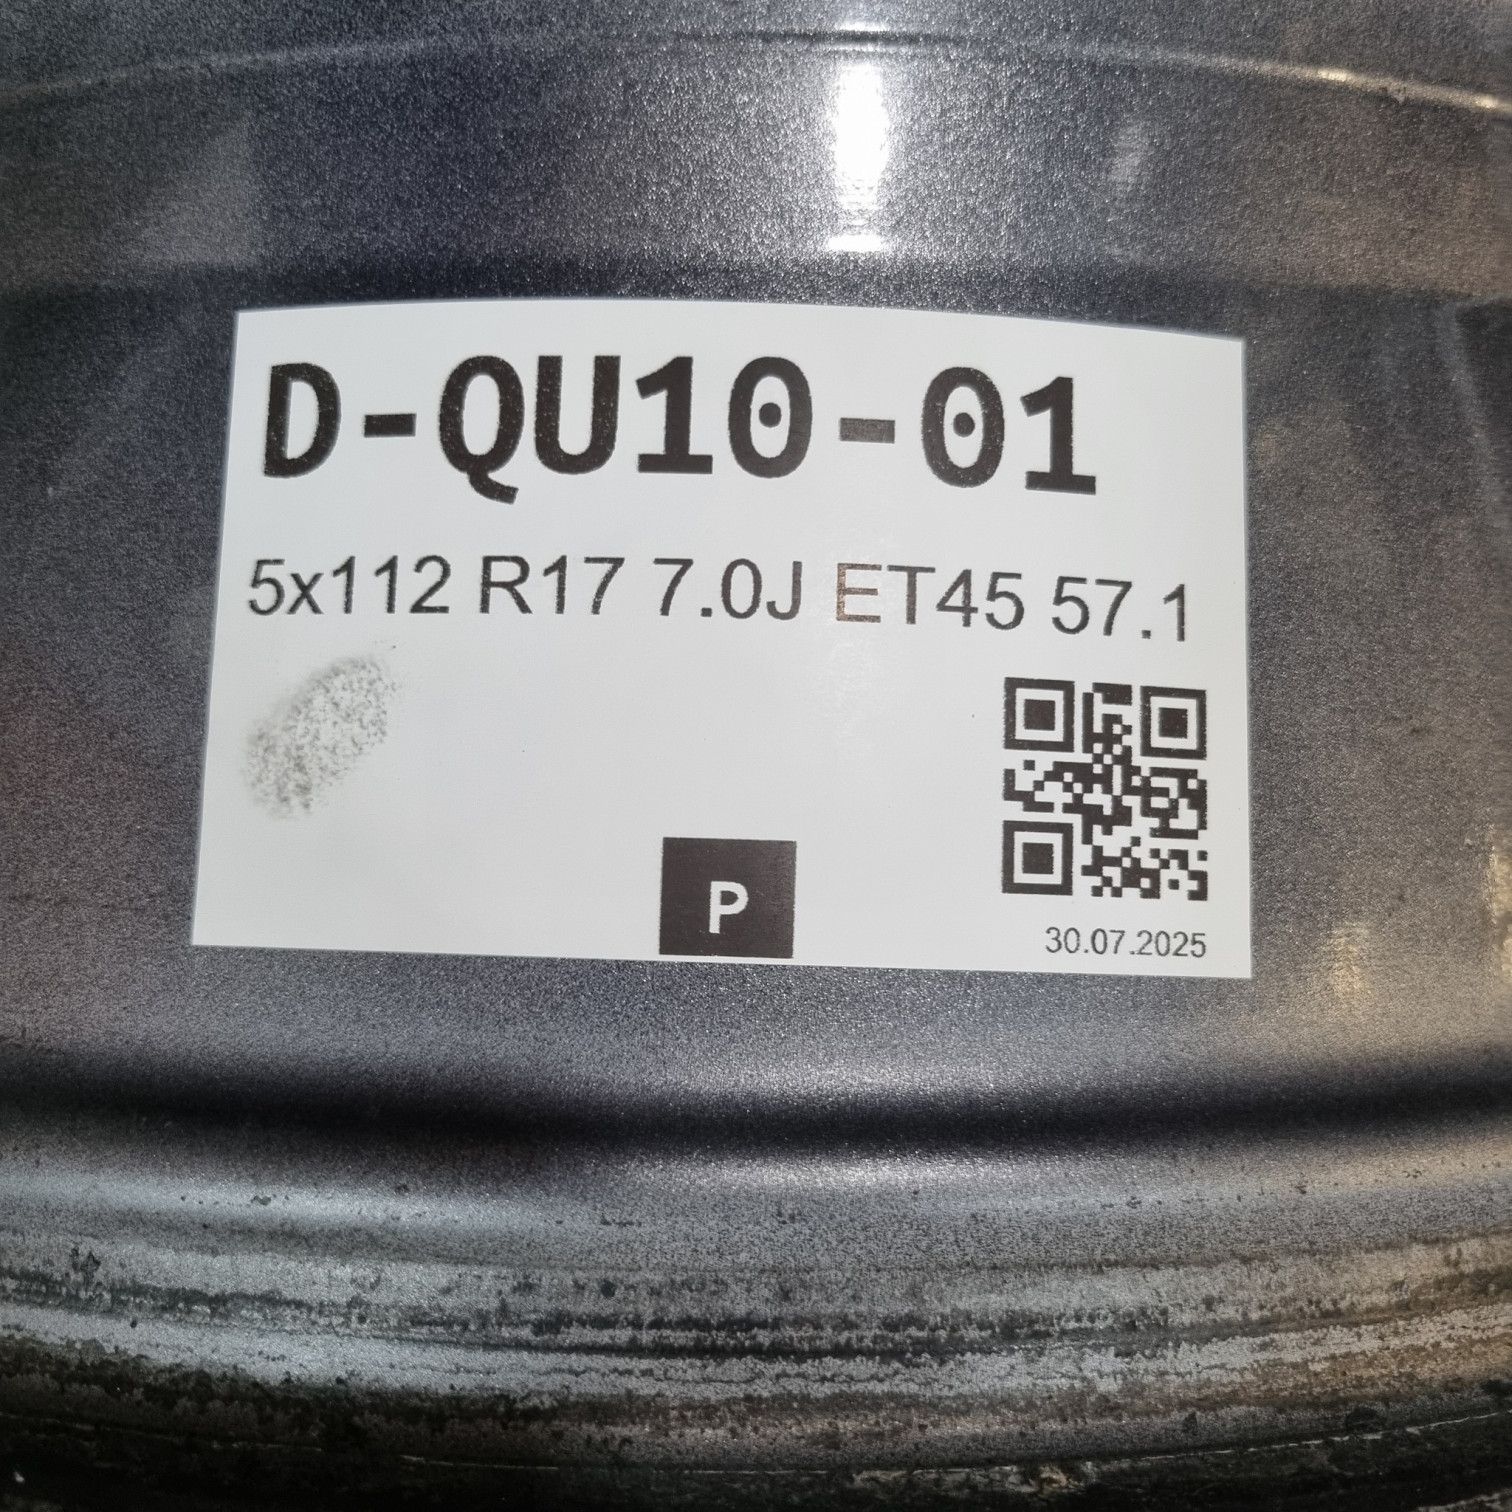 D-QU10-01
5x112 R17 7.0J ET45 57.1
P
30.07.2025